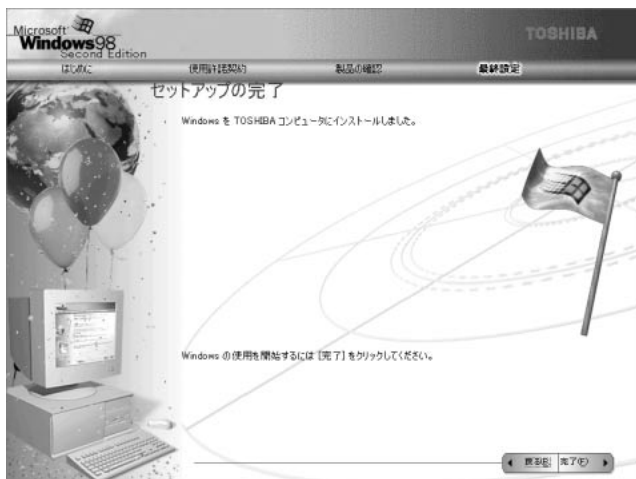 Microsoft
Windows98
Second Edition
TOSHIBA
はじめに 使用許諾契約 製品の確認 最終設定
セットアップの完了
Windows を TOSHIBA コンピュータにインストールしました。
Windows の使用を開始するには [完了] をクリックしてください。
戻る(B) 完了(F)